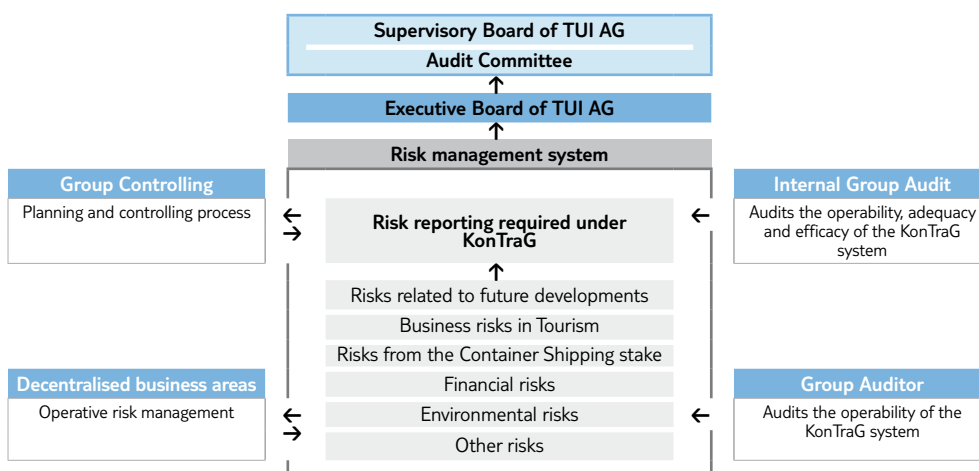 Supervisory Board of TUI AG
Audit Committee
Executive Board of TUI AG
Risk management system
Group Controlling
Planning and controlling process
Internal Group Audit
Audits the operability, adequacy
and efficacy of the KonTraG
system
Risk reporting required under
KonTraG
Risks related to future developments
Business risks in Tourism
Risks from the Container Shipping stake
Financial risks
Environmental risks
Other risks
Decentralised business areas
Operative risk management
Group Auditor
Audits the operability of the
KonTraG system